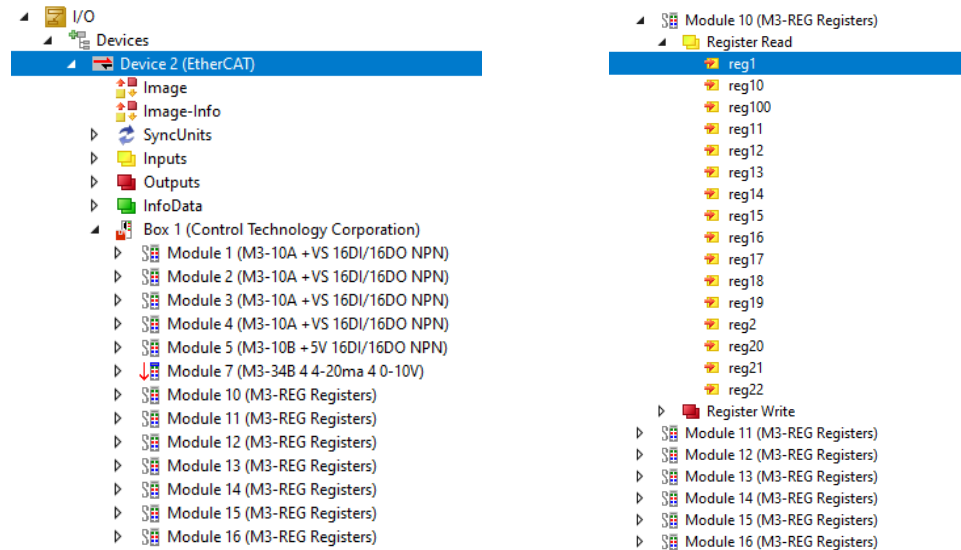 I/O
Devices
Device 2 (EtherCAT)
Image
Image-Info
SyncUnits
Inputs
Outputs
InfoData
Box 1 (Control Technology Corporation)
Module 1 (M3-10A +VS 16DI/16DO NPN)
Module 2 (M3-10A +VS 16DI/16DO NPN)
Module 3 (M3-10A +VS 16DI/16DO NPN)
Module 4 (M3-10A +VS 16DI/16DO NPN)
Module 5 (M3-10B +5V 16DI/16DO NPN)
Module 7 (M3-34B 4 4-20ma 4 0-10V)
Module 10 (M3-REG Registers)
Module 11 (M3-REG Registers)
Module 12 (M3-REG Registers)
Module 13 (M3-REG Registers)
Module 14 (M3-REG Registers)
Module 15 (M3-REG Registers)
Module 16 (M3-REG Registers)
Module 10 (M3-REG Registers)
Register Read
reg1
reg10
reg100
reg11
reg12
reg13
reg14
reg15
reg16
reg17
reg18
reg19
reg2
reg20
reg21
reg22
Register Write
Module 11 (M3-REG Registers)
Module 12 (M3-REG Registers)
Module 13 (M3-REG Registers)
Module 14 (M3-REG Registers)
Module 15 (M3-REG Registers)
Module 16 (M3-REG Registers)